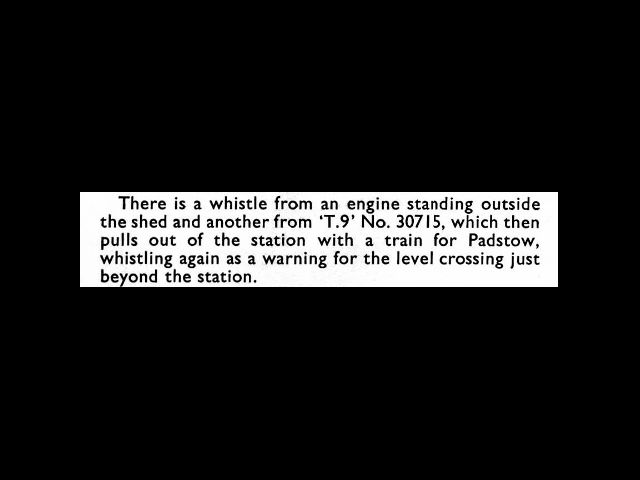 There is a whistle from an engine standing outside
the shed and another from ‘T.9’ No. 30715, which then
pulls out of the station with a train for Padstow,
whistling again as a warning for the level crossing just
beyond the station.